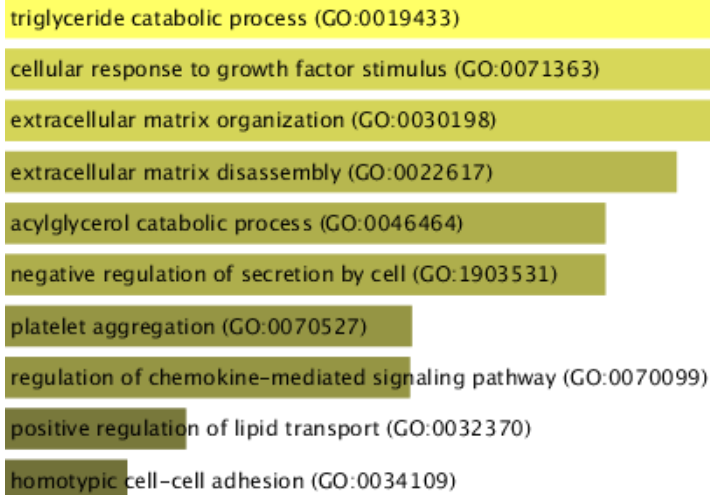 triglyceride catabolic process (GO:0019433)
cellular response to growth factor stimulus (GO:0071363)
extracellular matrix organization (GO:0030198)
extracellular matrix disassembly (GO:0022617)
acylglycerol catabolic process (GO:0046464)
negative regulation of secretion by cell (GO:1903531)
platelet aggregation (GO:0070527)
regulation of chemokine-mediated signaling pathway (GO:0070099)
positive regulation of lipid transport (GO:0032370)
homotypic cell-cell adhesion (GO:0034109)